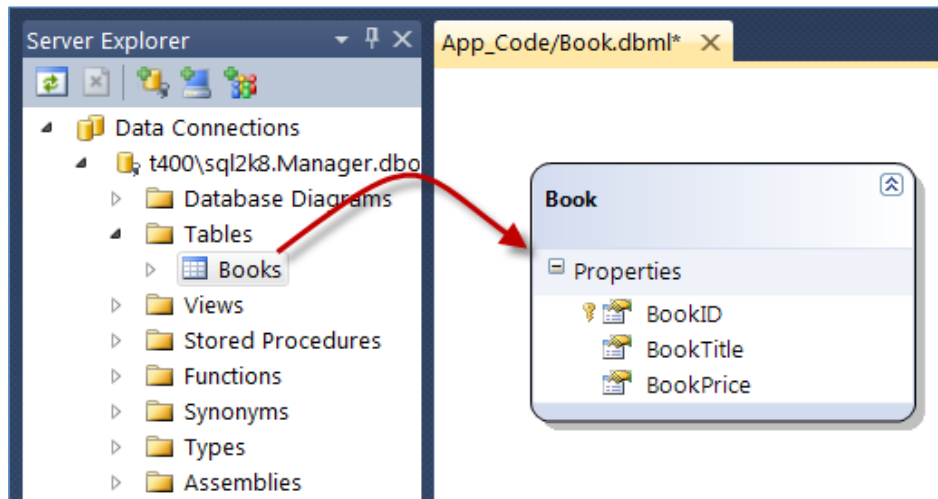 Server Explorer
App_Code/Book.dbml*
Data Connections
t400\sql2k8.Manager.dbo
Database Diagrams
Tables
Books
Views
Stored Procedures
Functions
Synonyms
Types
Assemblies
Book
Properties
BookID
BookTitle
BookPrice